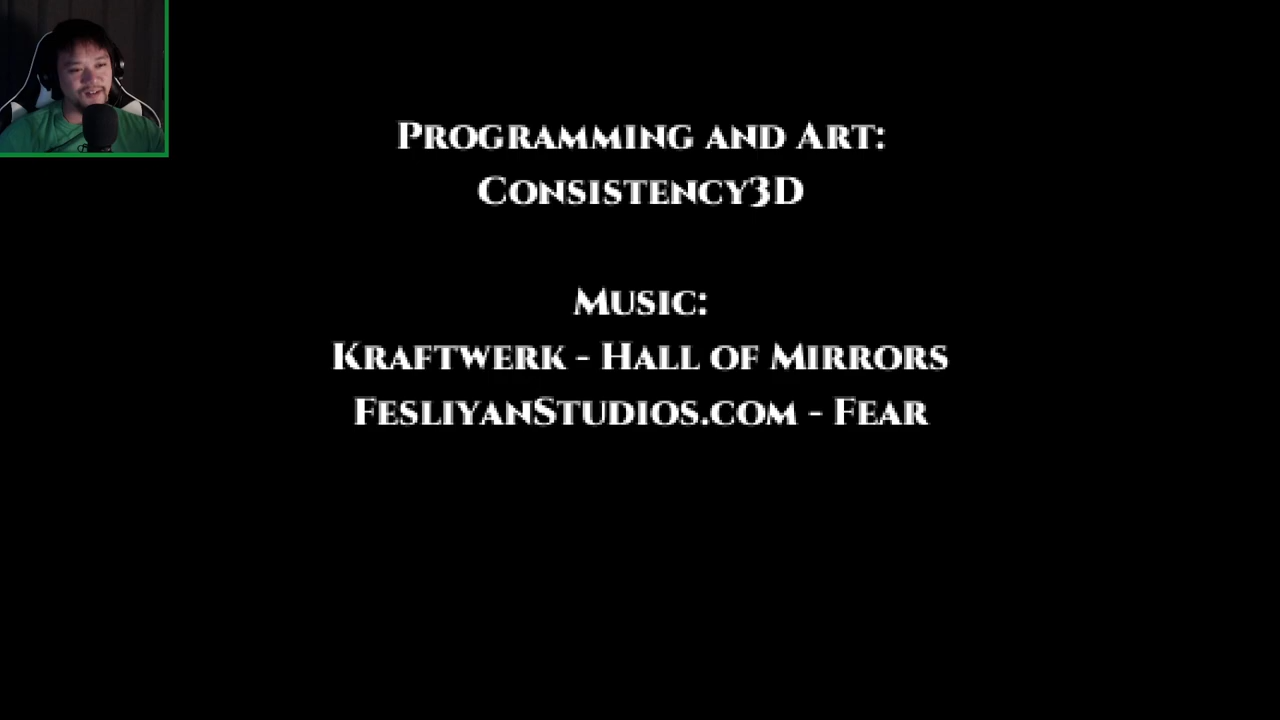 Programming and Art:
Consistency3D
Music:
Kraftwerk - Hall of Mirrors
FesliyanStudios.com - Fear